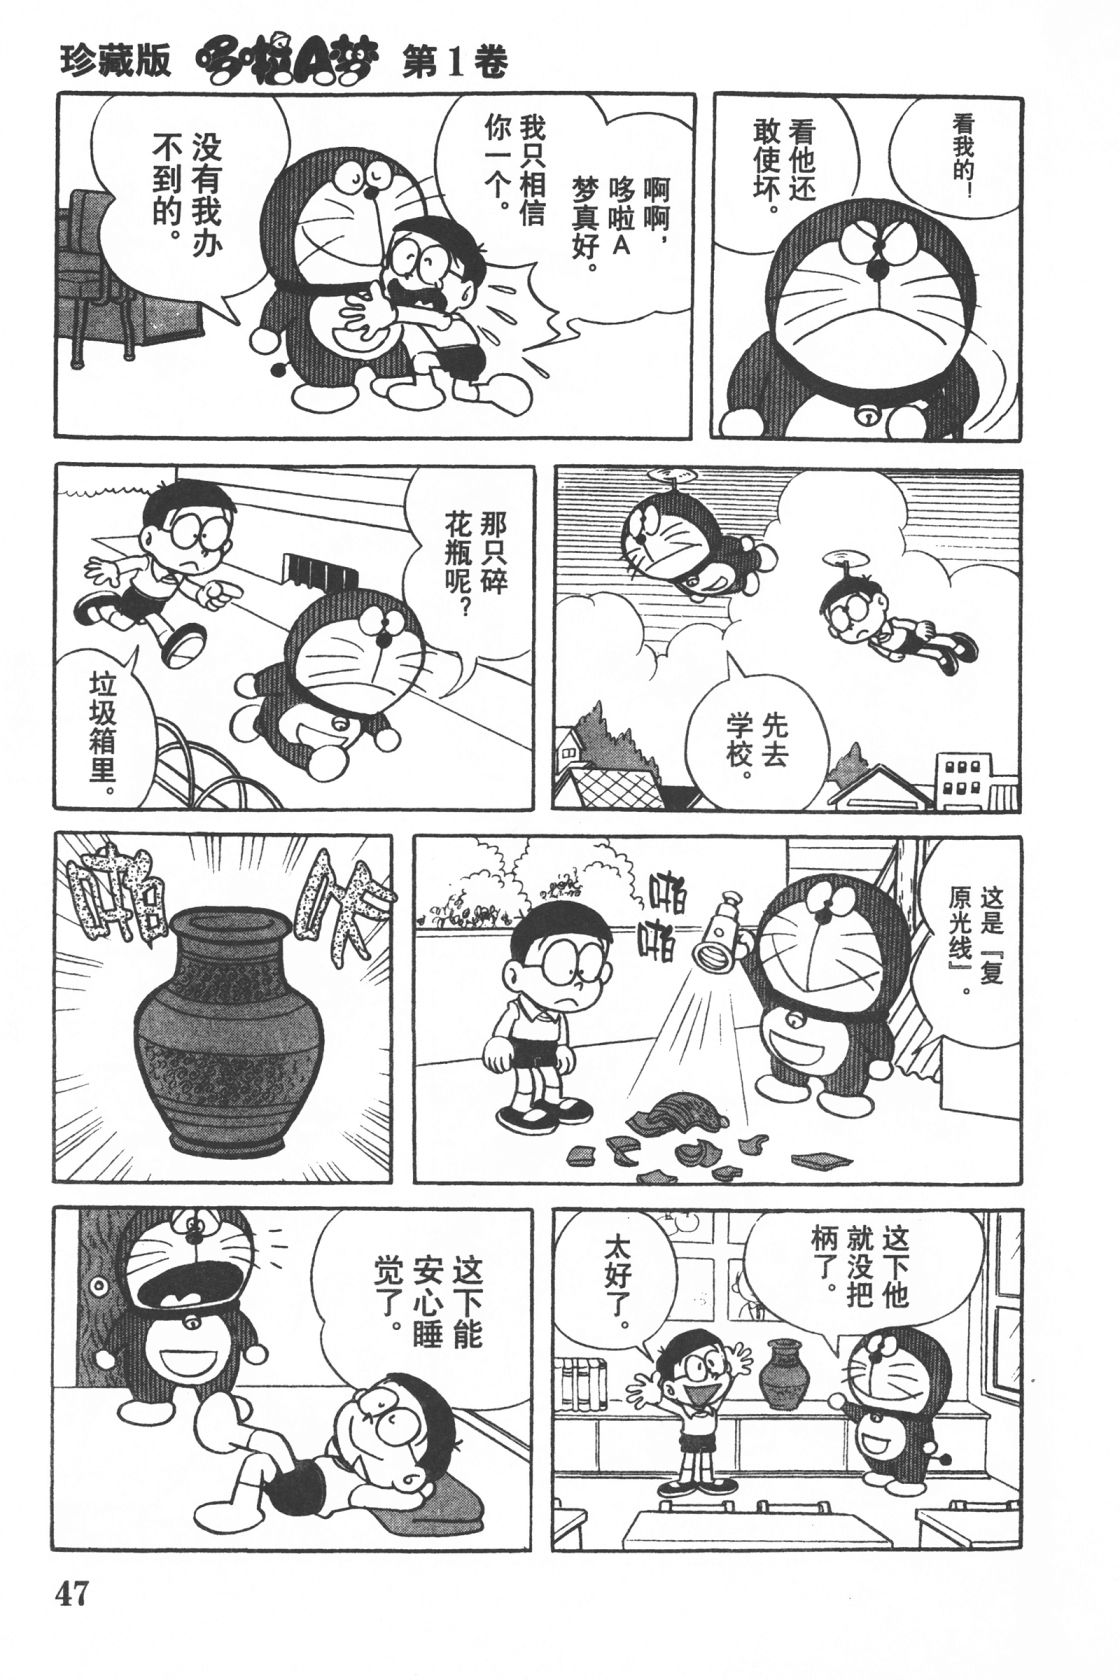 珍藏版 哆啦A梦 第1卷
看我的！
看他还
敢使坏。
啊啊，
哆啦A
梦真好。
我只相信
你一个。
没有我办
不到的。
先去
学校。
那只碎
花瓶呢？
垃圾箱里。
这是『复
原光线』。
啪啪
啪啪
咔
嚓
这下他
就没把
柄了。
太好了。
这下能
安心睡
觉了。
47